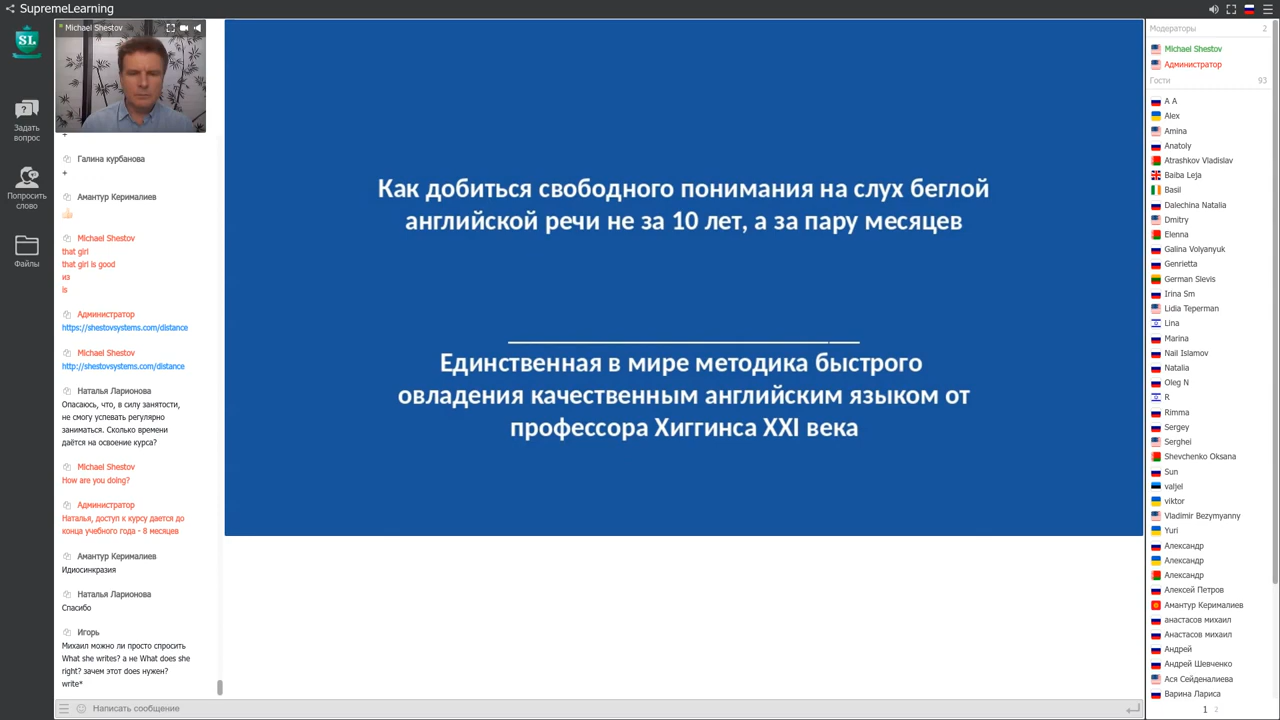 SupremeLearning
SL
Задать
вопрос
Попросить
слово
Файлы
Michael Shestov
+
Галина курбанова
+
Амантур Керималиев
Michael Shestov
that girl
that girl is good
из
is
Администратор
https://shestovsystems.com/distance
Michael Shestov
http://shestovsystems.com/distance
Наталья Ларионова
Опасаюсь, что, в силу занятости,
не смогу успевать регулярно
заниматься. Сколько времени
даётся на освоение курса?
Michael Shestov
How are you doing?
Администратор
Наталья, доступ к курсу дается до
конца учебного года - 8 месяцев
Амантур Керималиев
Идиосинкразия
Наталья Ларионова
Спасибо
Игорь
Михаил можно ли просто спросить
What she writes? а не What does she
right? зачем этот does нужен?
write*
Написать сообщение
Как добиться свободного понимания на слух беглой
английской речи не за 10 лет, а за пару месяцев
Единственная в мире методика быстрого
овладения качественным английским языком от
профессора Хиггинса XXI века
Модераторы 2
Michael Shestov
Администратор
Гости 93
A A
Alex
Amina
Anatoly
Atrashkov Vladislav
Baiba Leja
Basil
Dalechina Natalia
Dmitry
Elenna
Galina Volyanyuk
Genrietta
German Slevis
Irina Sm
Lidia Teperman
Lina
Marina
Nail Islamov
Natalia
Oleg N
R
Rimma
Sergey
Serghei
Shevchenko Oksana
Sun
valjel
viktor
Vladimir Bezymyanny
Yuri
Александр
Александр
Александр
Алексей Петров
Амантур Керималиев
анастасов михаил
Анастасов михаил
Андрей
Андрей Шевченко
Ася Сейденалиева
Варина Лариса
1 2